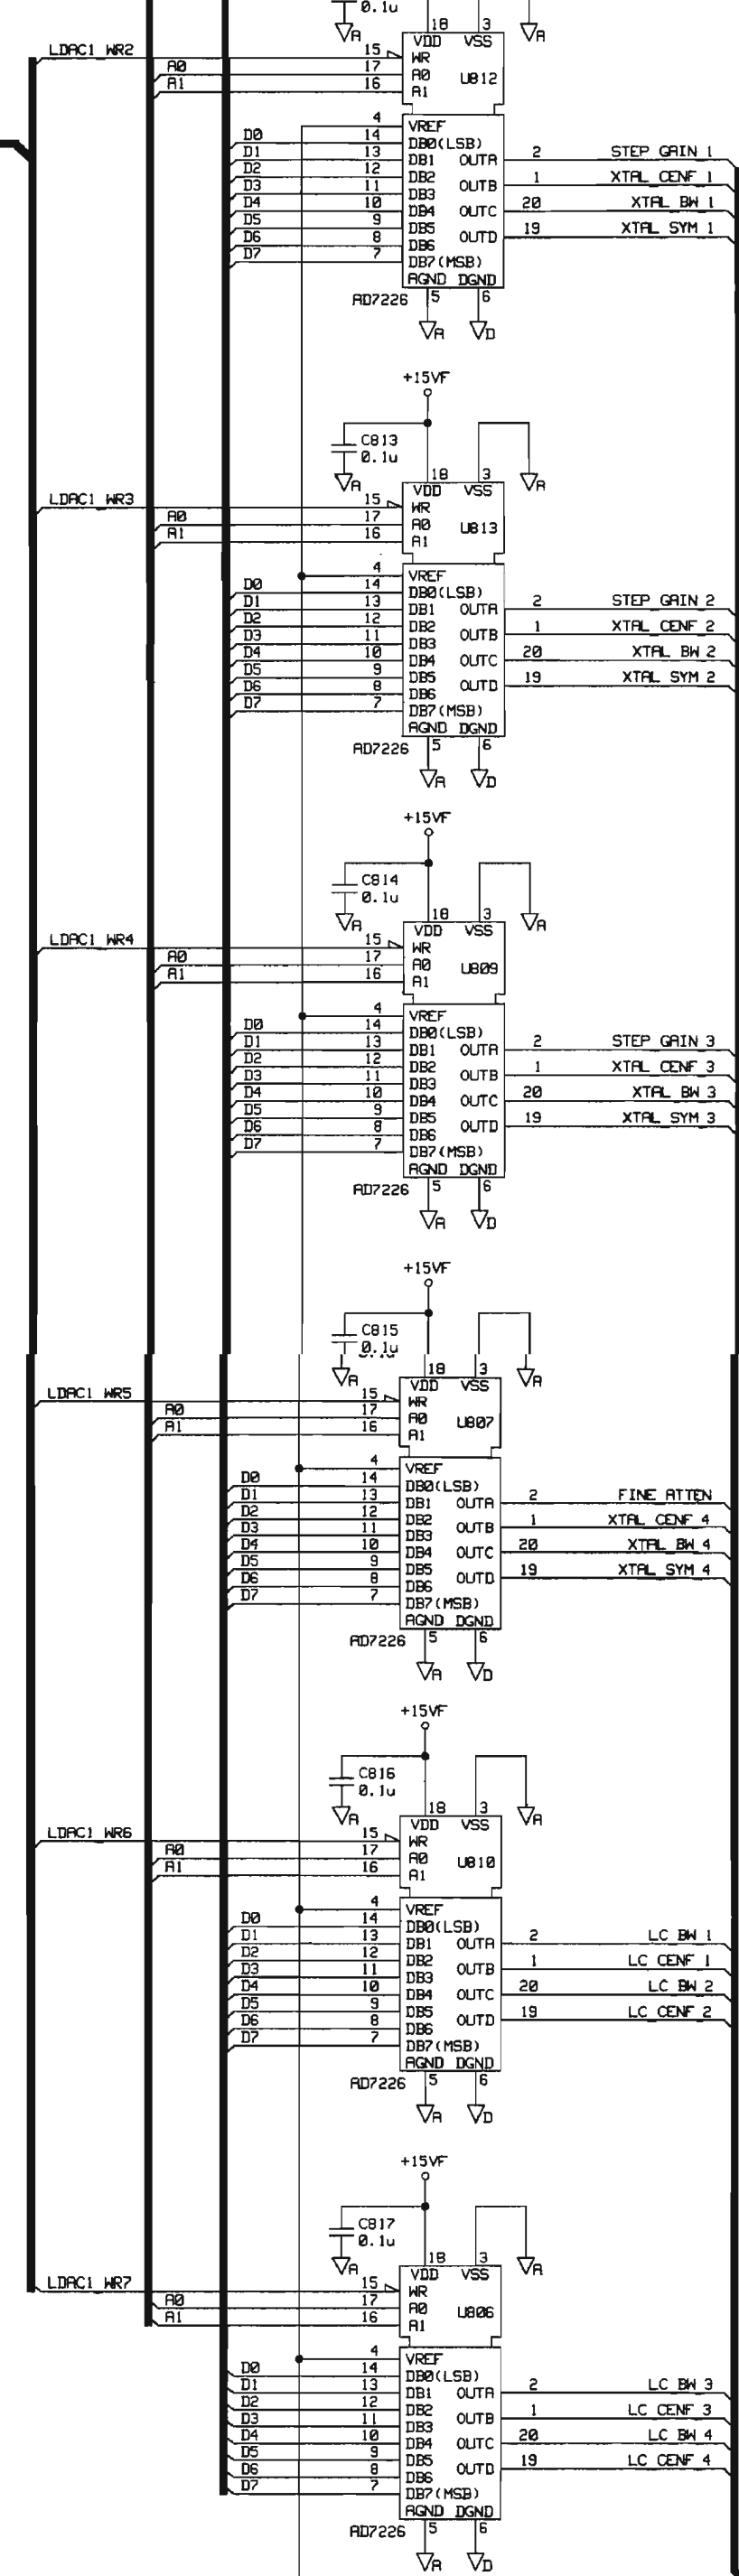 0.1u
A A
18 3
LDAC1 WR2 15 VDD VSS
A0 17 WR
A1 16 A0 U812
A1
4 VREF
D0 14 DB0(LSB)
D1 13 DB1 OUTA 2 STEP GAIN 1
D2 12 DB2
D3 11 DB3 OUTB 1 XTAL CENF 1
D4 10 DB4 OUTC 20 XTAL BW 1
D5 9 DB5
D6 8 DB6 OUTD 19 XTAL SYM 1
D7 7 DB7(MSB)
AGND DGND
AD7226 5 6
A D
+15VF
C813
0.1u
A A
18 3
VDD VSS
LDAC1 WR3 15 WR
A0 17 A0 U813
A1 16 A1
4 VREF
D0 14 DB0(LSB)
D1 13 DB1 OUTA 2 STEP GAIN 2
D2 12 DB2
D3 11 DB3 OUTB 1 XTAL CENF 2
D4 10 DB4 OUTC 20 XTAL BW 2
D5 9 DB5
D6 8 DB6 OUTD 19 XTAL SYM 2
D7 7 DB7(MSB)
AGND DGND
AD7226 5 6
A D
+15VF
C814
0.1u
A A
18 3
VDD VSS
LDAC1 WR4 15 WR
A0 17 A0 U809
A1 16 A1
4 VREF
D0 14 DB0(LSB)
D1 13 DB1 OUTA 2 STEP GAIN 3
D2 12 DB2
D3 11 DB3 OUTB 1 XTAL CENF 3
D4 10 DB4 OUTC 20 XTAL BW 3
D5 9 DB5
D6 8 DB6 OUTD 19 XTAL SYM 3
D7 7 DB7(MSB)
AGND DGND
AD7226 5 6
A D
+15VF
C815
0.1u
A A
18 3
VDD VSS
LDAC1 WR5 15 WR
A0 17 A0 U807
A1 16 A1
4 VREF
D0 14 DB0(LSB)
D1 13 DB1 OUTA 2 FINE ATTEN
D2 12 DB2
D3 11 DB3 OUTB 1 XTAL CENF 4
D4 10 DB4 OUTC 20 XTAL BW 4
D5 9 DB5
D6 8 DB6 OUTD 19 XTAL SYM 4
D7 7 DB7(MSB)
AGND DGND
AD7226 5 6
A D
+15VF
C816
0.1u
A A
18 3
VDD VSS
LDAC1 WR6 15 WR
A0 17 A0 U810
A1 16 A1
4 VREF
D0 14 DB0(LSB)
D1 13 DB1 OUTA 2 LC BW 1
D2 12 DB2
D3 11 DB3 OUTB 1 LC CENF 1
D4 10 DB4 OUTC 20 LC BW 2
D5 9 DB5
D6 8 DB6 OUTD 19 LC CENF 2
D7 7 DB7(MSB)
AGND DGND
AD7226 5 6
A D
+15VF
C817
0.1u
A A
18 3
VDD VSS
LDAC1 WR7 15 WR
A0 17 A0 U806
A1 16 A1
4 VREF
D0 14 DB0(LSB)
D1 13 DB1 OUTA 2 LC BW 3
D2 12 DB2
D3 11 DB3 OUTB 1 LC CENF 3
D4 10 DB4 OUTC 20 LC BW 4
D5 9 DB5
D6 8 DB6 OUTD 19 LC CENF 4
D7 7 DB7(MSB)
AGND DGND
AD7226 5 6
A D